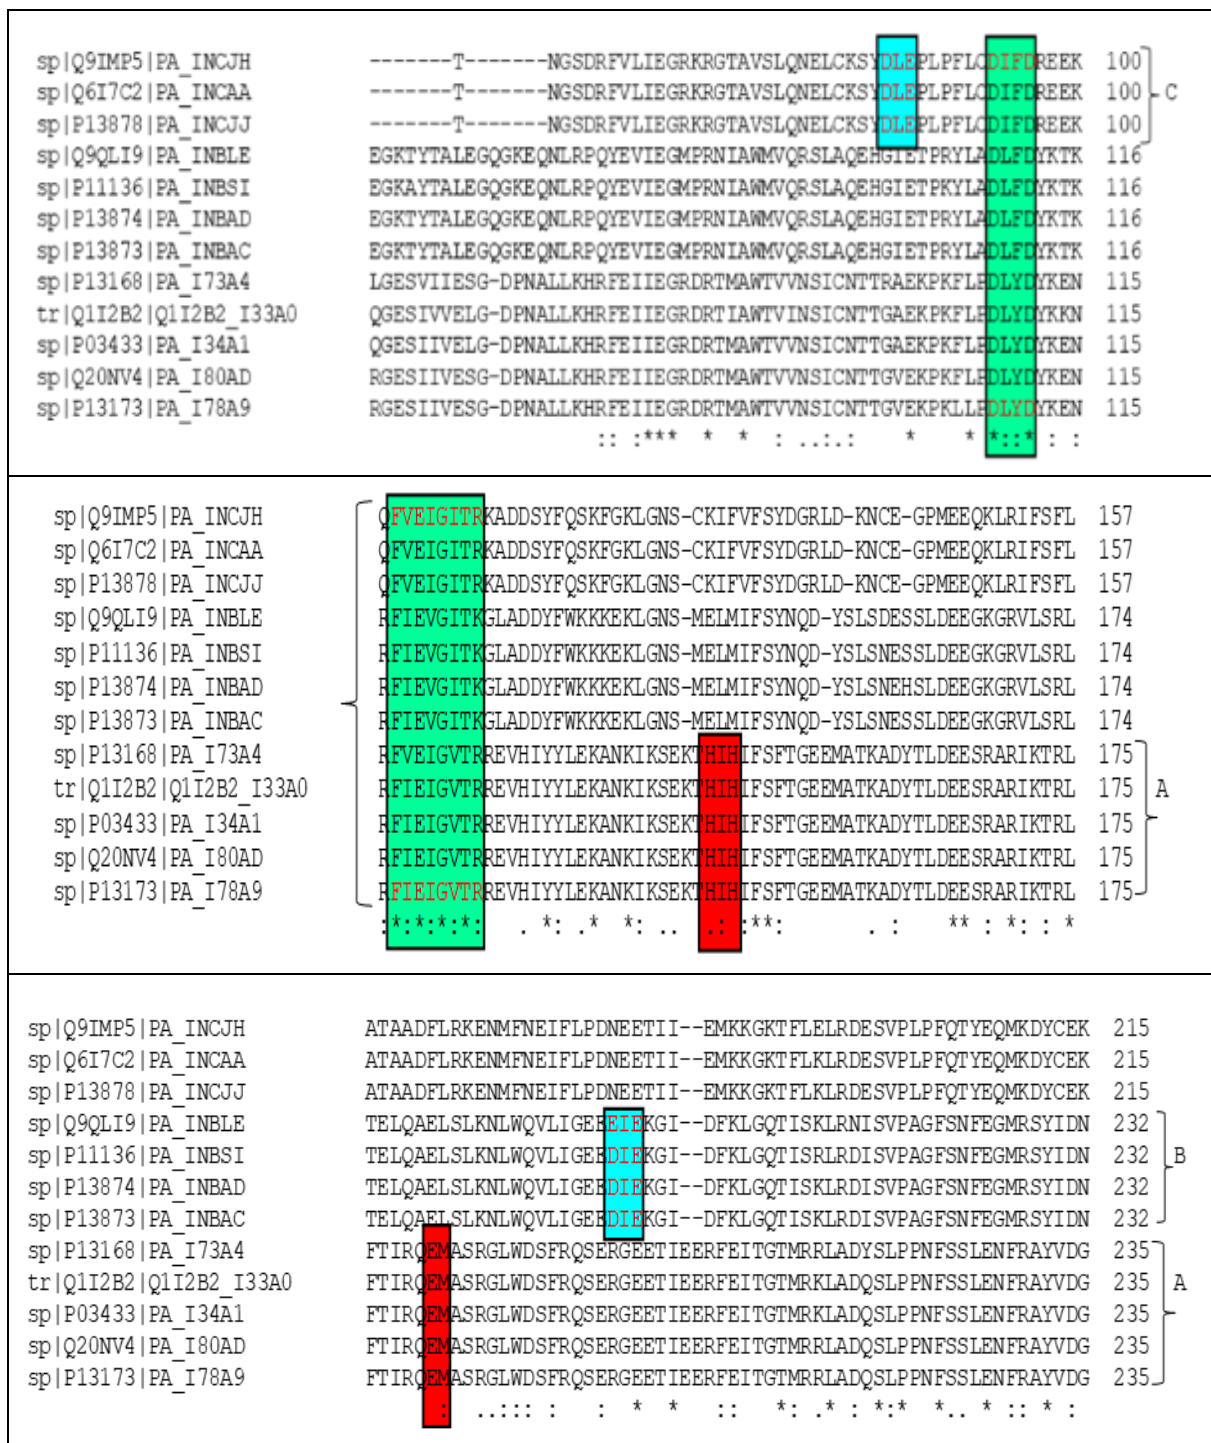 sp|Q9IMP5|PA_INCJH -------T-------NGSDRFVLIEGRKRGTAVSLQNELCKSYDLEPLPFLCDIFDREEK 100
sp|Q6I7C2|PA_INCAA -------T-------NGSDRFVLIEGRKRGTAVSLQNELCKSYDLEPLPFLCDIFDREEK 100 C
sp|P13878|PA_INCJJ -------T-------NGSDRFVLIEGRKRGTAVSLQNELCKSYDLEPLPFLCDIFDREEK 100
sp|Q9QLI9|PA_INBLE EGKTYTALEGQGKEQNLRPQYEVIEGMPRNIAWMVQRSLAQEHGIETPRYLADLFDYKTK 116
sp|P11136|PA_INBSI EGKAYTALEGQGKEQNLRPQYEVIEGMPRNIAWMVQRSLAQEHGIETPKYLADLFDYKTK 116
sp|P13874|PA_INBAD EGKTYTALEGQGKEQNLRPQYEVIEGMPRNIAWMVQRSLAQEHGIETPRYLADLFDYKTK 116
sp|P13873|PA_INBAC EGKTYTALEGQGKEQNLRPQYEVIEGMPRNIAWMVQRSLAQEHGIETPRYLADLFDYKTK 116
sp|P13168|PA_I73A4 LGESVIIESG-DPNALLKHRFEIIEGRDRTMAWTVVNSICNTTRAEKPKFLPDLYDYKEN 115
tr|Q1I2B2|Q1I2B2_I33A0 QGESIVVELG-DPNALLKHRFEIIEGRDRTIAWTVINSICNTTGAEKPKFLPDLYDYKKN 115
sp|P03433|PA_I34A1 QGESIIVELG-DPNALLKHRFEIIEGRDRTMAWTVVNSICNTTGAEKPKFLPDLYDYKEN 115
sp|Q20NV4|PA_I80AD RGESIIVESG-DPNALLKHRFEIIEGRDRTMAWTVVNSICNTTGVEKPKFLPDLYDYKEN 115
sp|P13173|PA_I78A9 RGESIIVESG-DPNALLKHRFEIIEGRDRTMAWTVVNSICNTTGVEKPKLLPDLYDYKEN 115
:: :*** * * : ..:.: * * *::* : :
sp|Q9IMP5|PA_INCJH QFVEIGITRKADDSYFQSKFGKLGNS-CKIFVFSYDGRLD-KNCE-GPMEEQKLRIFSFL 157
sp|Q6I7C2|PA_INCAA QFVEIGITRKADDSYFQSKFGKLGNS-CKIFVFSYDGRLD-KNCE-GPMEEQKLRIFSFL 157
sp|P13878|PA_INCJJ QFVEIGITRKADDSYFQSKFGKLGNS-CKIFVFSYDGRLD-KNCE-GPMEEQKLRIFSFL 157
sp|Q9QLI9|PA_INBLE RFIEVGITKGLADDYFWKKKEKLGNS-MELMIFSYNQD-YSLSDESSLDEEGKGRVLSRL 174
sp|P11136|PA_INBSI RFIEVGITKGLADDYFWKKKEKLGNS-MELMIFSYNQD-YSLSNESSLDEEGKGRVLSRL 174
sp|P13874|PA_INBAD RFIEVGITKGLADDYFWKKKEKLGNS-MELMIFSYNQD-YSLSNEHSLDEEGKGRVLSRL 174
sp|P13873|PA_INBAC RFIEVGITKGLADDYFWKKKEKLGNS-MELMIFSYNQD-YSLSNESSLDEEGKGRVLSRL 174
sp|P13168|PA_I73A4 RFVEIGVTRREVHIYYLEKANKIKSEKTHIHIFSFTGEEMATKADYTLDEESRARIKTRL 175
tr|Q1I2B2|Q1I2B2_I33A0 RFIEIGVTRREVHIYYLEKANKIKSEKTHIHIFSFTGEEMATKADYTLDEESRARIKTRL 175 A
sp|P03433|PA_I34A1 RFIEIGVTRREVHIYYLEKANKIKSEKTHIHIFSFTGEEMATKADYTLDEESRARIKTRL 175
sp|Q20NV4|PA_I80AD RFIEIGVTRREVHIYYLEKANKIKSEKTHIHIFSFTGEEMATKADYTLDEESRARIKTRL 175
sp|P13173|PA_I78A9 RFIEIGVTRREVHIYYLEKANKIKSEKTHIHIFSFTGEEMATKADYTLDEESRARIKTRL 175
:*:*:*:*: . *: .* *: .. .: :**: . : ** : *: : *
sp|Q9IMP5|PA_INCJH ATAADFLRKENMFNEIFLPDNEETII--EMKKGKTFLELRDESVPLPFQTYEQMKDYCEK 215
sp|Q6I7C2|PA_INCAA ATAADFLRKENMFNEIFLPDNEETII--EMKKGKTFLKLRDESVPLPFQTYEQMKDYCEK 215
sp|P13878|PA_INCJJ ATAADFLRKENMFNEIFLPDNEETII--EMKKGKTFLELRDESVPLPFQTYEQMKDYCEK 215
sp|Q9QLI9|PA_INBLE TELQAELSLKNLWQVLIGEEEIEKGI--DFKLGQTISKLRNISVPAGFSNFEGMRSYIDN 232
sp|P11136|PA_INBSI TELQAELSLKNLWQVLIGEEDIEKGI--DFKLGQTISRLRDISVPAGFSNFEGMRSYIDN 232 B
sp|P13874|PA_INBAD TELQAELSLKNLWQVLIGEEDIEKGI--DFKLGQTISKLRDISVPAGFSNFEGMRSYIDN 232
sp|P13873|PA_INBAC TELQAELSLKNLWQVLIGEEDIEKGI--DFKLGQTISKLRDISVPAGFSNFEGMRSYIDN 232
sp|P13168|PA_I73A4 FTIRQEMASRGLWDSFRQSERGEETIEERFEITGTMRRLADYSLPPNFSSLENFRAYVDG 235
tr|Q1I2B2|Q1I2B2_I33A0 FTIRQEMASRGLWDSFRQSERGEETIEERFEITGTMRKLADQSLPPNFSSLENFRAYVDG 235 A
sp|P03433|PA_I34A1 FTIRQEMASRGLWDSFRQSERGEETIEERFEITGTMRRLADQSLPPNFSSLENFRAYVDG 235
sp|Q20NV4|PA_I80AD FTIRQEMASRGLWDSFRQSERGEETIEERFEITGTMRRLADQSLPPNFSSLENFRAYVDG 235
sp|P13173|PA_I78A9 FTIRQEMASRGLWDSFRQSERGEETIEERFEITGTMRRLADQSLPPNFSSLENFRAYVDG 235
: ..::: : : * * :: *: .* : *:* *.. * :: * :